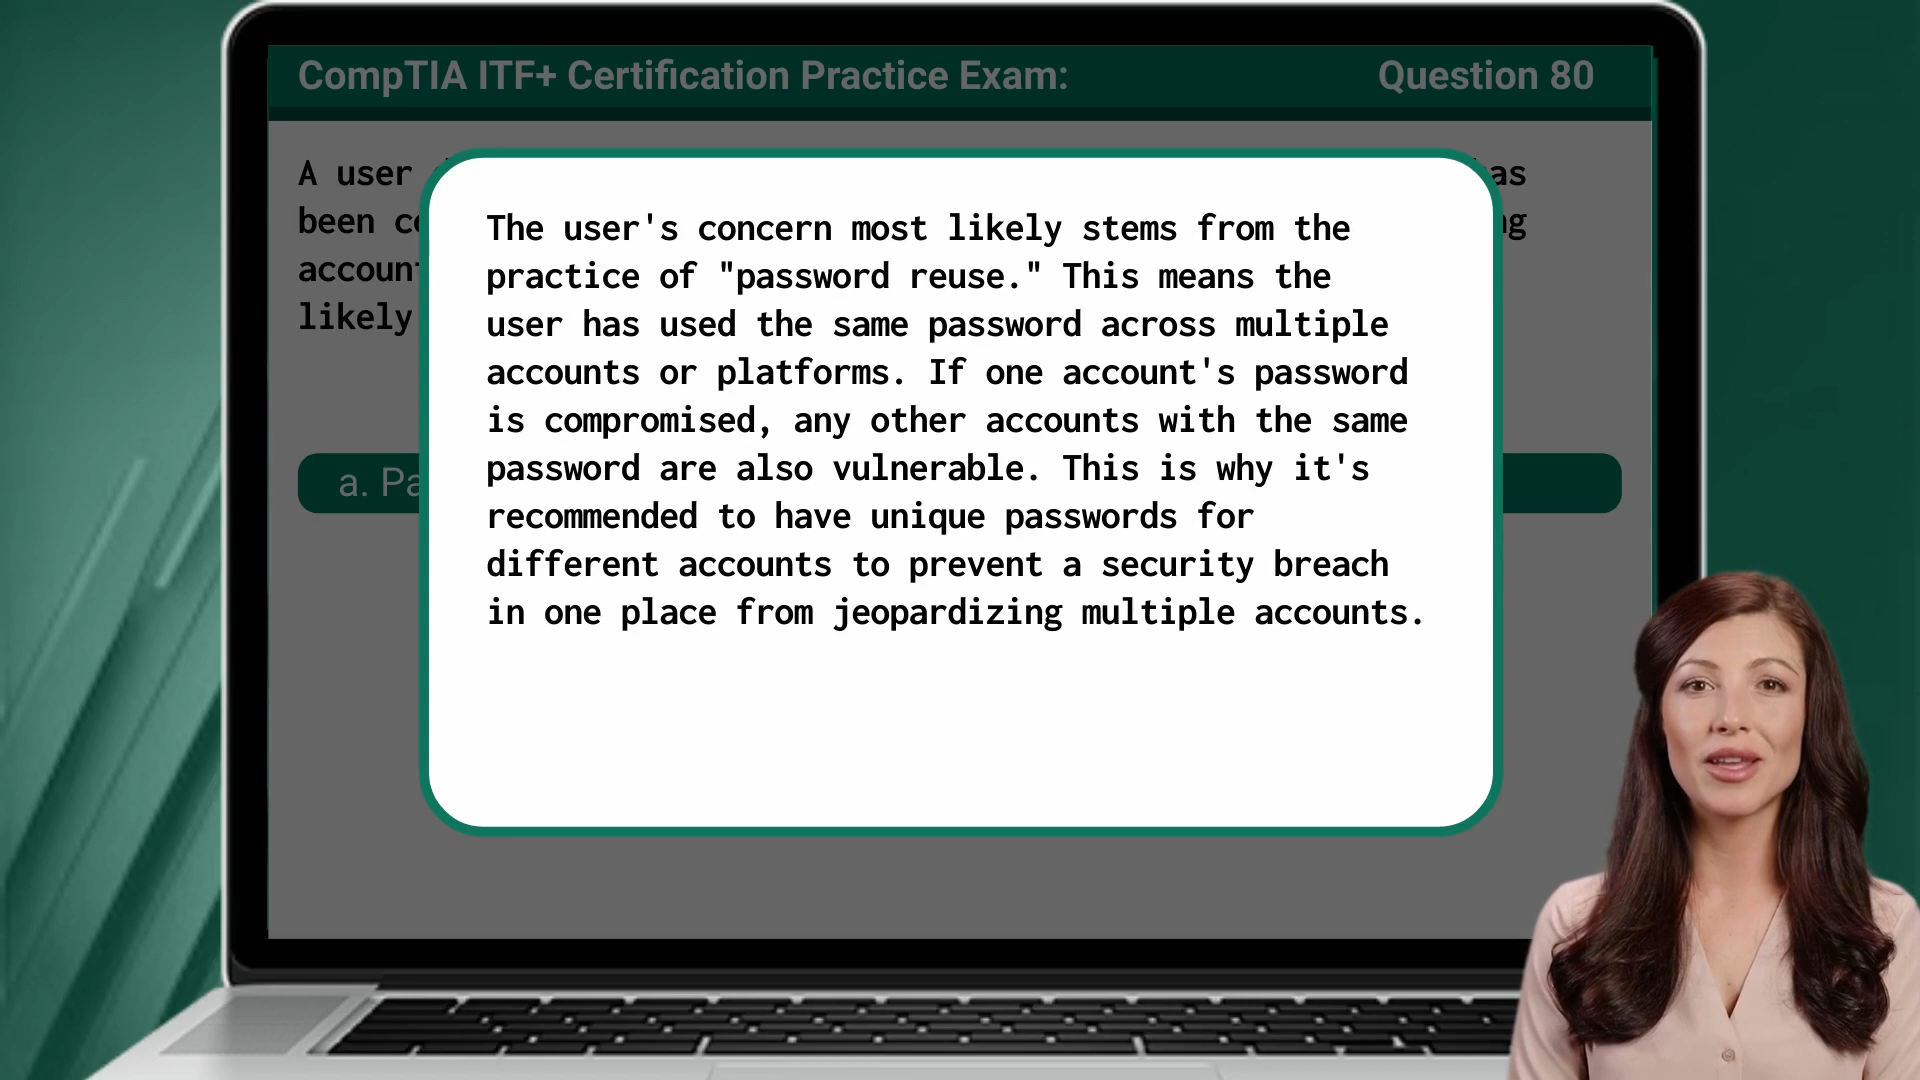 CompTIA ITF+ Certification Practice Exam:
Question 80
A user
as
been
account
likely
The user's concern most likely stems from the
practice of "password reuse." This means the
user has used the same password across multiple
accounts or platforms. If one account's password
is compromised, any other accounts with the same
password are also vulnerable. This is why it's
recommended to have unique passwords for
different accounts to prevent a security breach
in one place from jeopardizing multiple accounts.
a. Pa